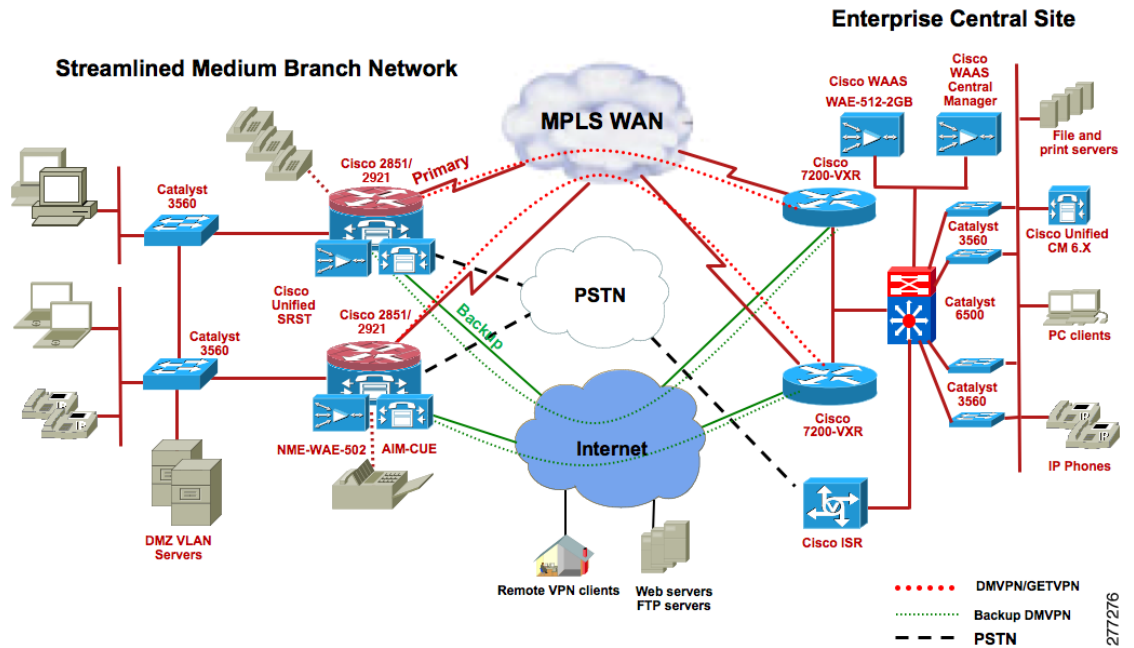 Enterprise Central Site
Streamlined Medium Branch Network
Cisco WAAS
WAE-512-2GB
Cisco
WAAS
Central
Manager
File and
print servers
MPLS WAN
Cisco 2851/
2921
Primary
Cisco
7200-VXR
Catalyst
3560
Catalyst
3560
Cisco Unified
CM 6.X
Cisco
Unified
SRST
PSTN
Backup
Catalyst
6500
PC clients
Cisco 2851/
2921
Catalyst
3560
Catalyst
3560
Cisco
7200-VXR
NME-WAE-502
AIM-CUE
Internet
IP Phones
IP
IP
IP
IP
DMZ VLAN
Servers
Cisco ISR
Remote VPN clients
Web servers
FTP servers
DMVPN/GETVPN
Backup DMVPN
PSTN
277276